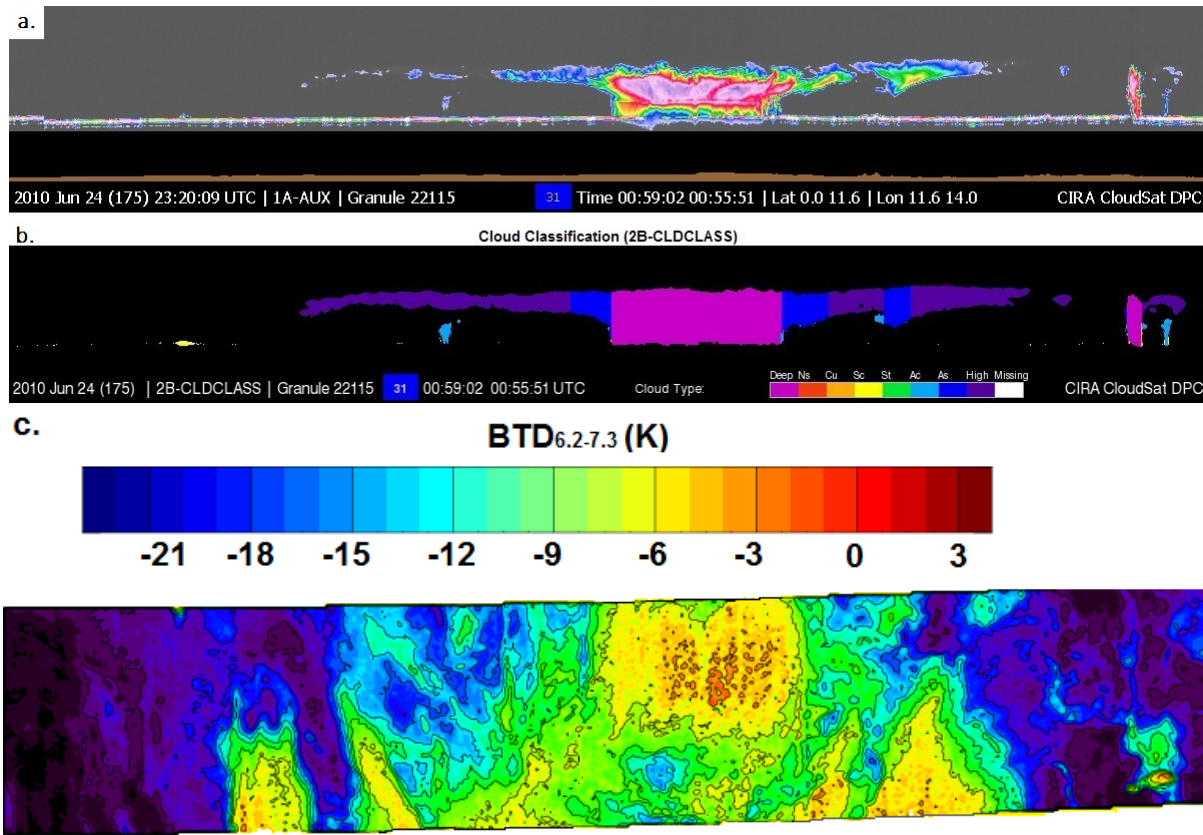 a.
2010 Jun 24 (175) 23:20:09 UTC | 1A-AUX | Granule 22115 31 Time 00:59:02 00:55:51 | Lat 0.0 11.6 | Lon 11.6 14.0 CIRA CloudSat DPC
b. Cloud Classification (2B-CLDCLASS)
Deep Ns Cu Sc St Ac As High Missing
2010 Jun 24 (175) | 2B-CLDCLASS | Granule 22115 31 00:59:02 00:55:51 UTC Cloud Type: CIRA CloudSat DPC
c.
BTD6.2-7.3 (K)
-21 -18 -15 -12 -9 -6 -3 0 3